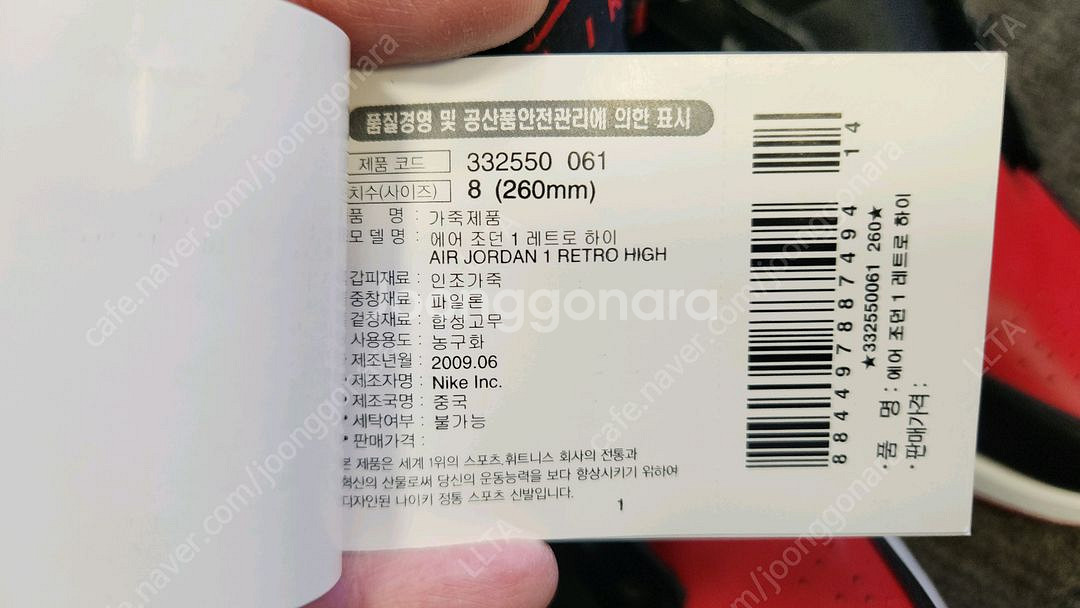 품질경영 및 공산품안전관리에 의한 표시
제품 코드 332550 061
치수(사이즈) 8 (260mm)
품 명 : 가죽제품
모델명 : 에어 조던 1 레트로 하이
AIR JORDAN 1 RETRO HIGH
갑피재료 : 인조가죽
중창재료 : 파일론
겉창재료 : 합성고무
사용용도 : 농구화
* 제조년월 : 2009.06
* 제조자명 : Nike Inc.
* 제조국명 : 중국
* 세탁여부 : 불가능
* 판매가격 :
본 제품은 세계 1위의 스포츠.휘트니스 회사의 전통과
혁신의 산물로써 당신의 운동능력을 보다 향상시키기 위하여
디자인된 나이키 정통 스포츠 신발입니다.
1
14
884497887494
★332550061 260★
·품 명 : 에어 조던 1 레트로 하이
·판매가격 :
joonggonara
cafe.naver.com/joonggonara
LLTA